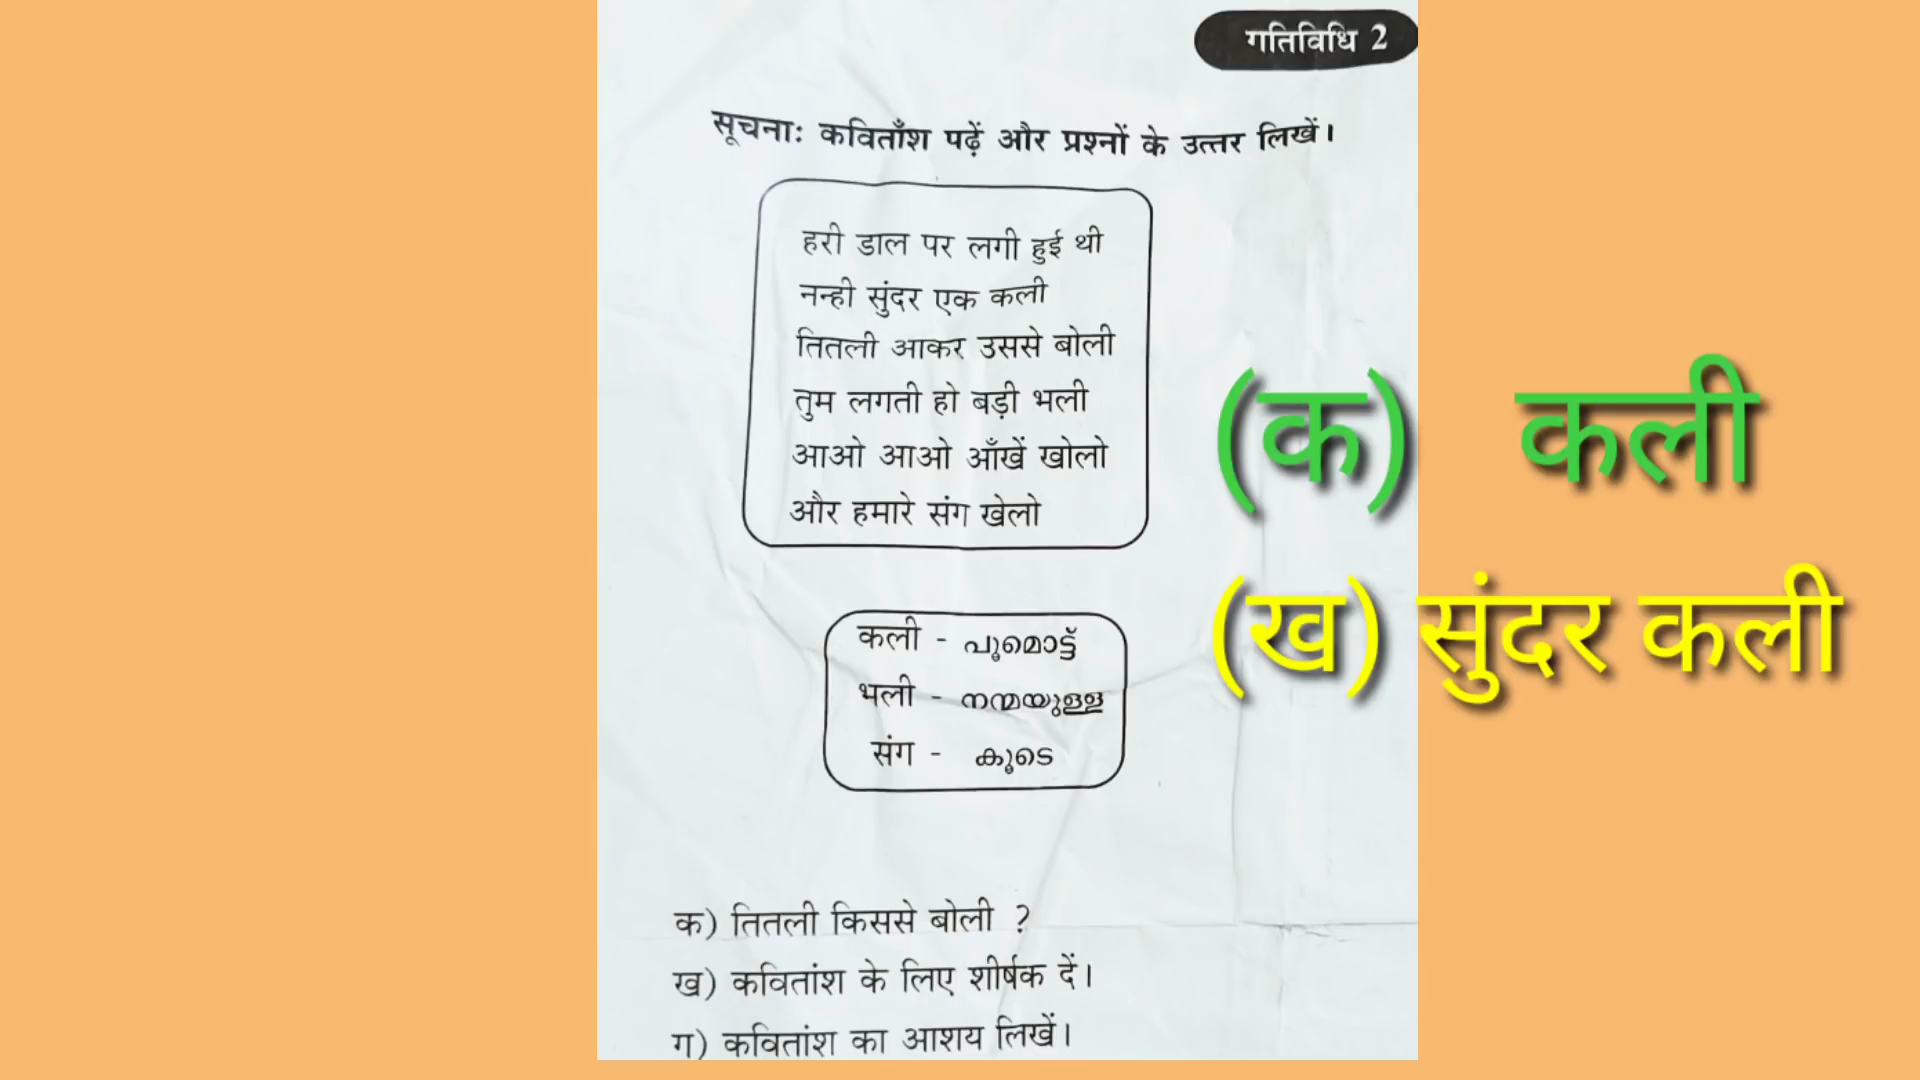 गतिविधि 2
सूचनाः कविताँश पढ़ें और प्रश्नों के उत्तर लिखें।
हरी डाल पर लगी हुई थी
नन्ही सुंदर एक कली
तितली आकर उससे बोली
तुम लगती हो बड़ी भली
आओ आओ आँखें खोलो
और हमारे संग खेलो
कली - പൂമൊട്ട്
भली - നന്മയുള്ള
संग - കൂടെ
(क) कली
(ख) सुंदर कली
क) तितली किससे बोली ?
ख) कवितांश के लिए शीर्षक दें।
ग) कवितांश का आशय लिखें।